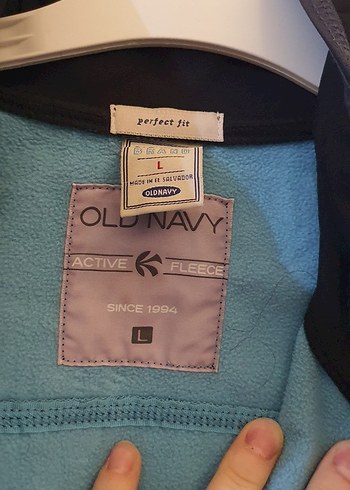 perfect fit
BRAND
L
MADE IN EL SALVADOR
OLDNAVY
OLD NAVY
ACTIVE FLEECE
SINCE 1994
L